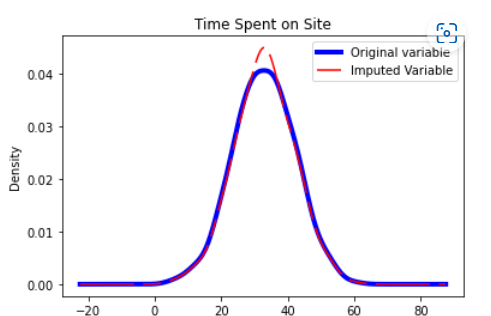 Time Spent on Site
Original variable
Imputed Variable
Density
0.04
0.03
0.02
0.01
0.00
−20
0
20
40
60
80